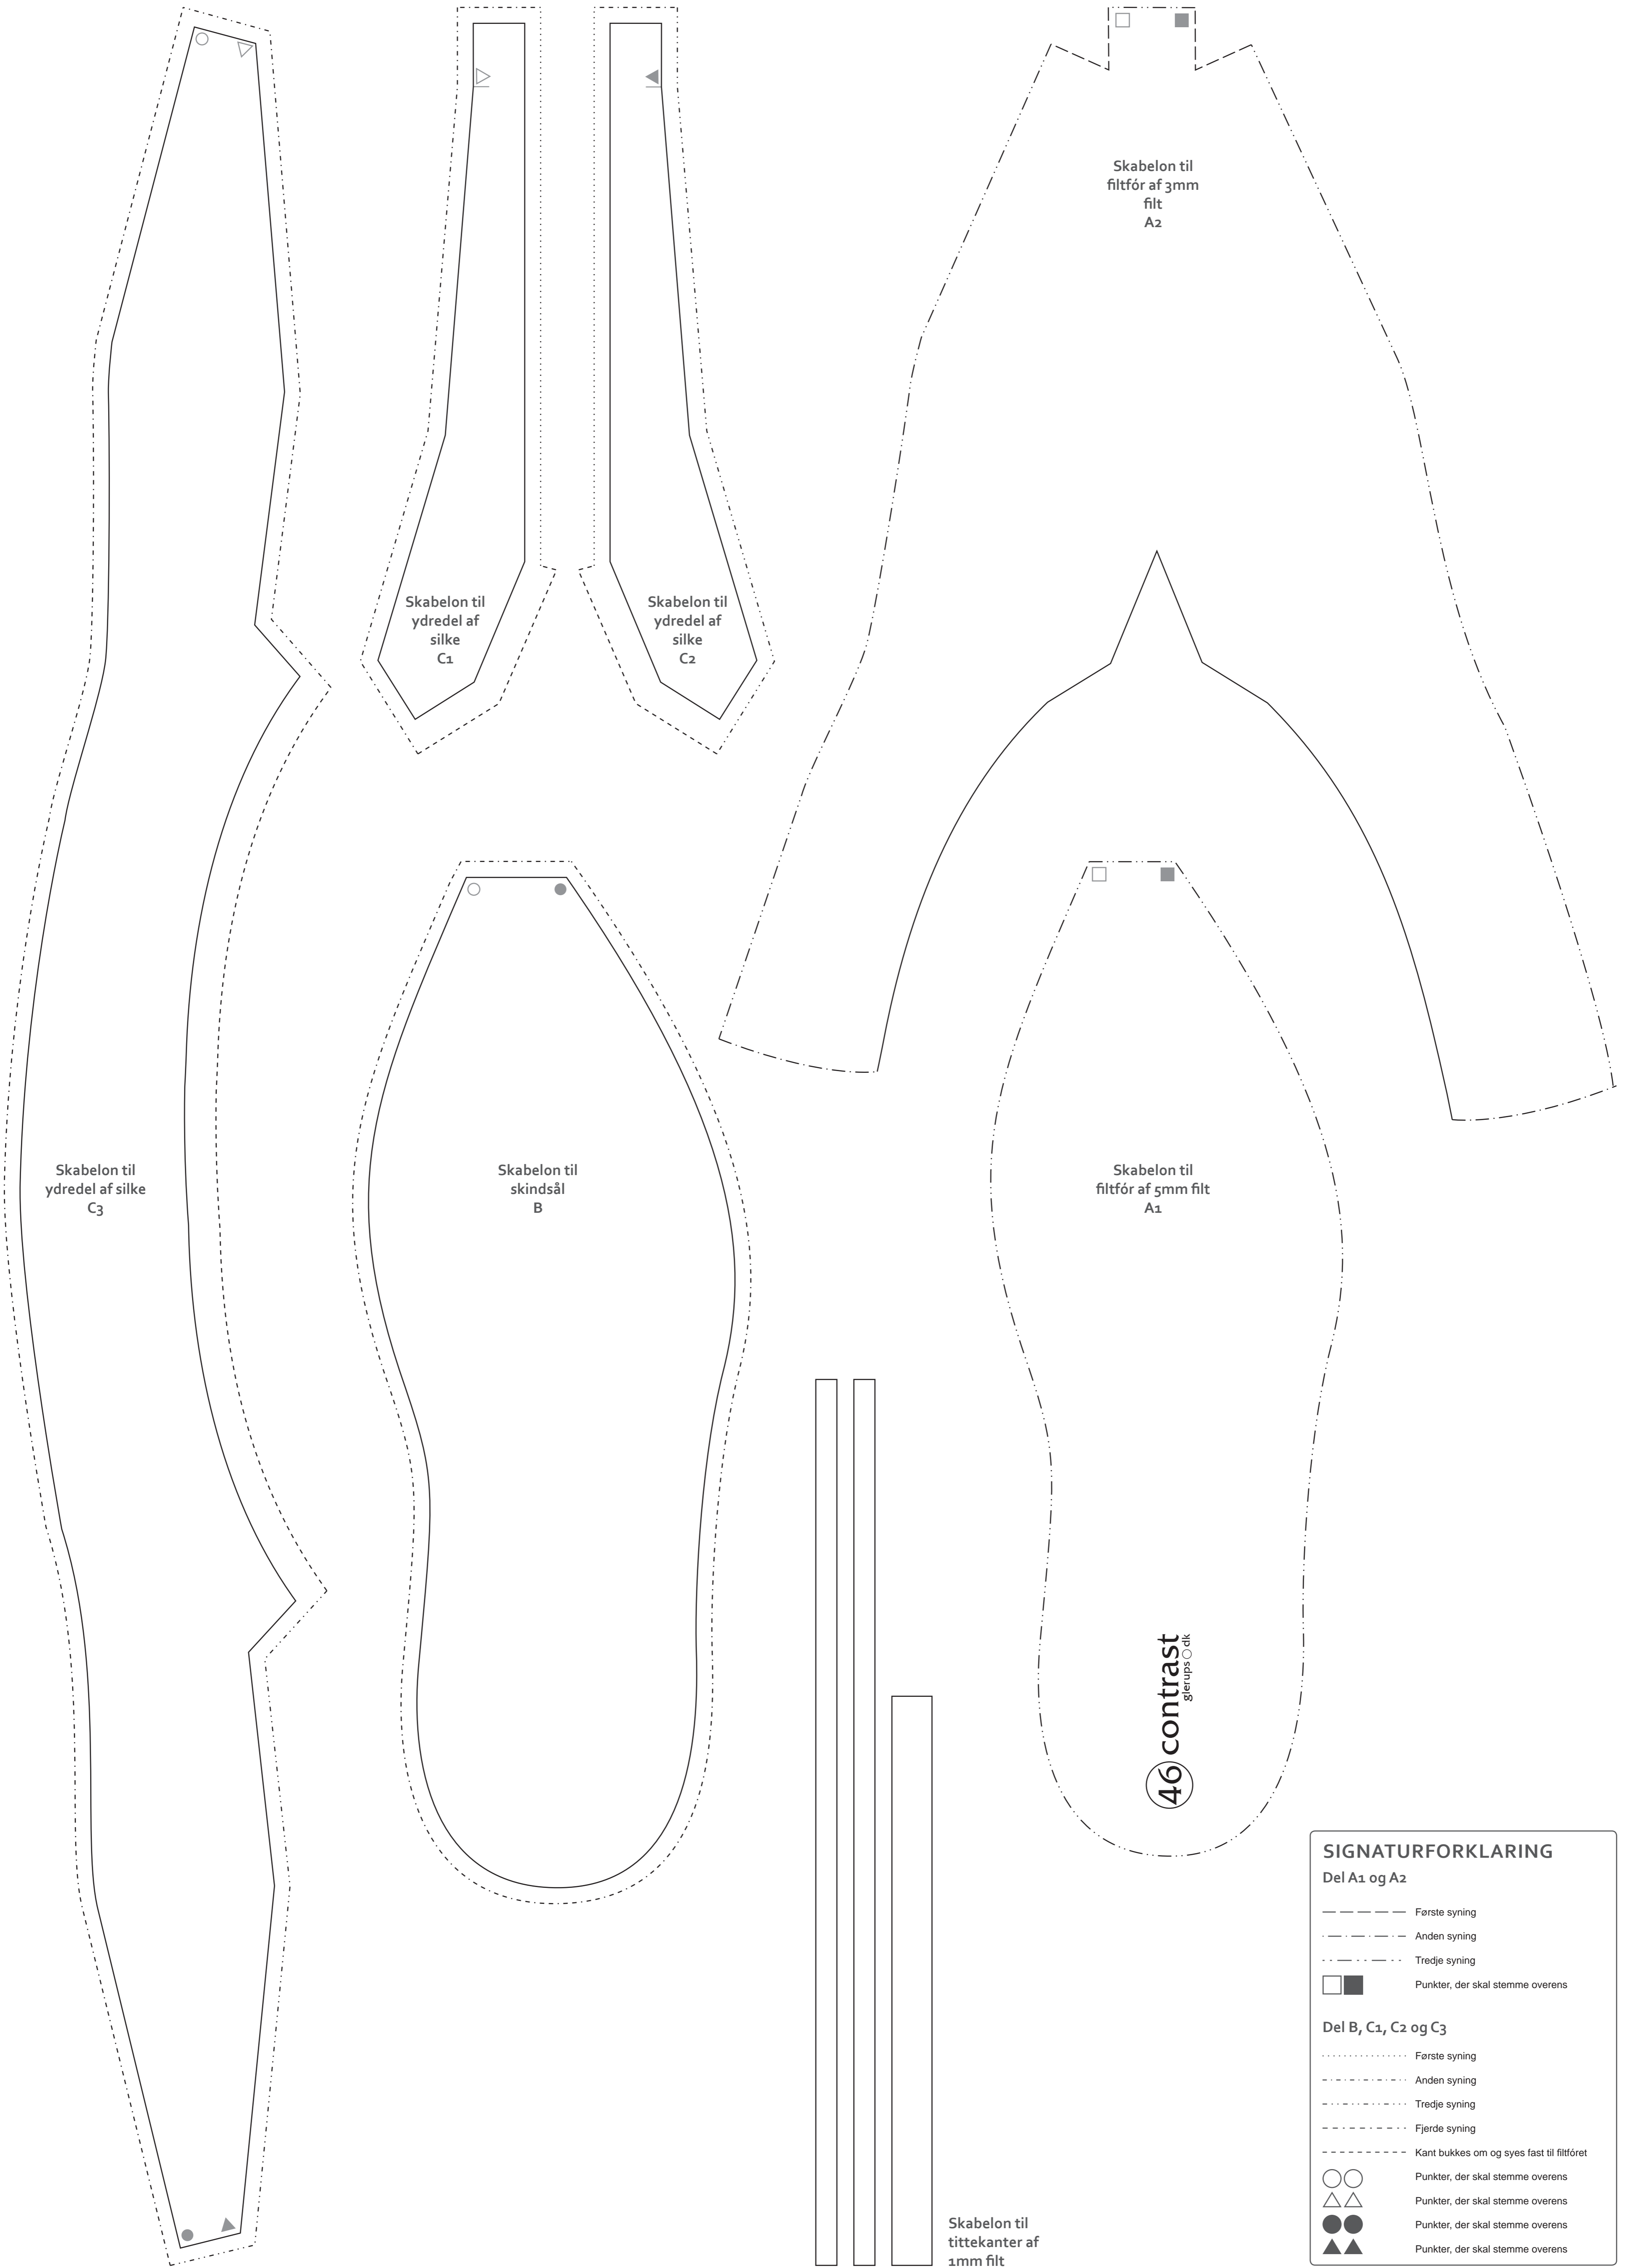 Skabelon til
filtfór af 3mm
filt
A2
Skabelon til
ydredel af
silke
C1
Skabelon til
ydredel af
silke
C2
Skabelon til
ydredel af silke
C3
Skabelon til
skindsål
B
Skabelon til
filtfór af 5mm filt
A1
46 contrast
glerups dk
Skabelon til
tittekanter af
1mm filt
SIGNATURFORKLARING
Del A1 og A2
Første syning
Anden syning
Tredje syning
Punkter, der skal stemme overens
Del B, C1, C2 og C3
Første syning
Anden syning
Tredje syning
Fjerde syning
Kant bukkes om og syes fast til filtfóret
Punkter, der skal stemme overens
Punkter, der skal stemme overens
Punkter, der skal stemme overens
Punkter, der skal stemme overens